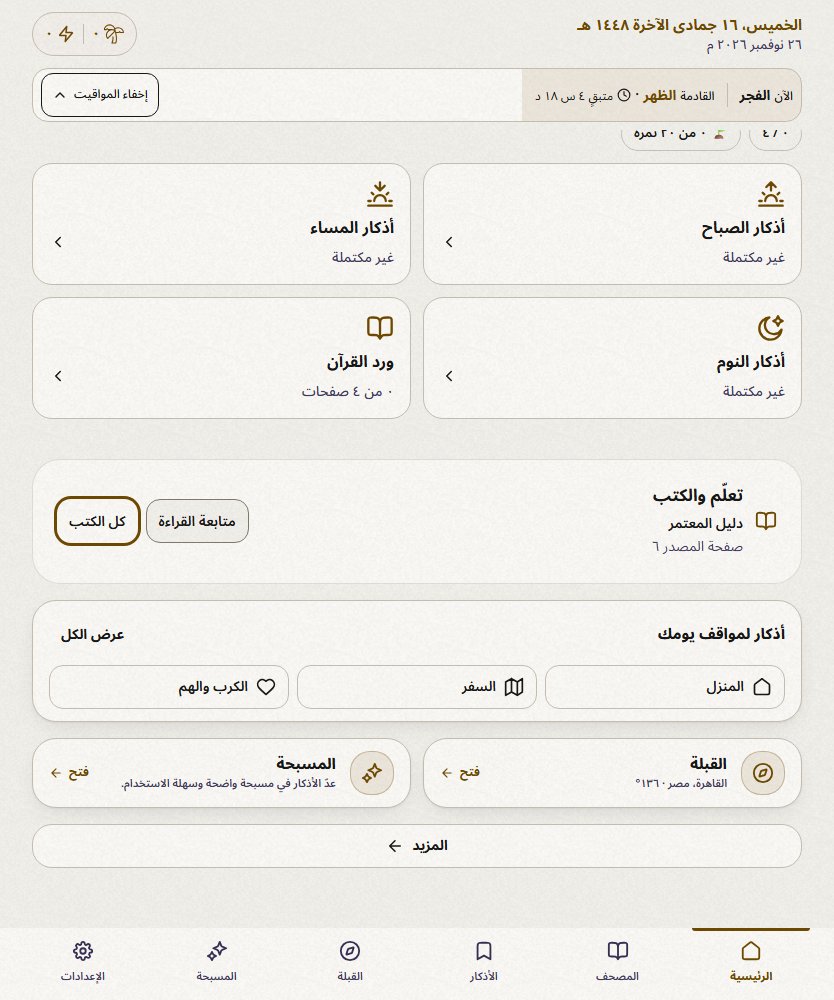 الخميس، ١٦ جمادى الآخرة ١٤٤٨ هـ
٢٦ نوفمبر ٢٠٢٦ م
٠
٠
الآن الفجر
القادمة الظهر · متبقٍ ٤ س ١٨ د
إخفاء المواقيت
٠ / ٤
٠ من ٢٠ تمرة
أذكار الصباح
غير مكتملة
أذكار المساء
غير مكتملة
أذكار النوم
غير مكتملة
ورد القرآن
٠ من ٤ صفحات
تعلّم والكتب
دليل المعتمر
صفحة المصدر ٦
متابعة القراءة
كل الكتب
أذكار لمواقف يومك
عرض الكل
المنزل
السفر
الكرب والهم
القبلة
القاهرة، مصر · ١٣٦°
فتح
المسبحة
عدّ الأذكار في مسبحة واضحة وسهلة الاستخدام.
فتح
المزيد
الرئيسية
المصحف
الأذكار
القبلة
المسبحة
الإعدادات